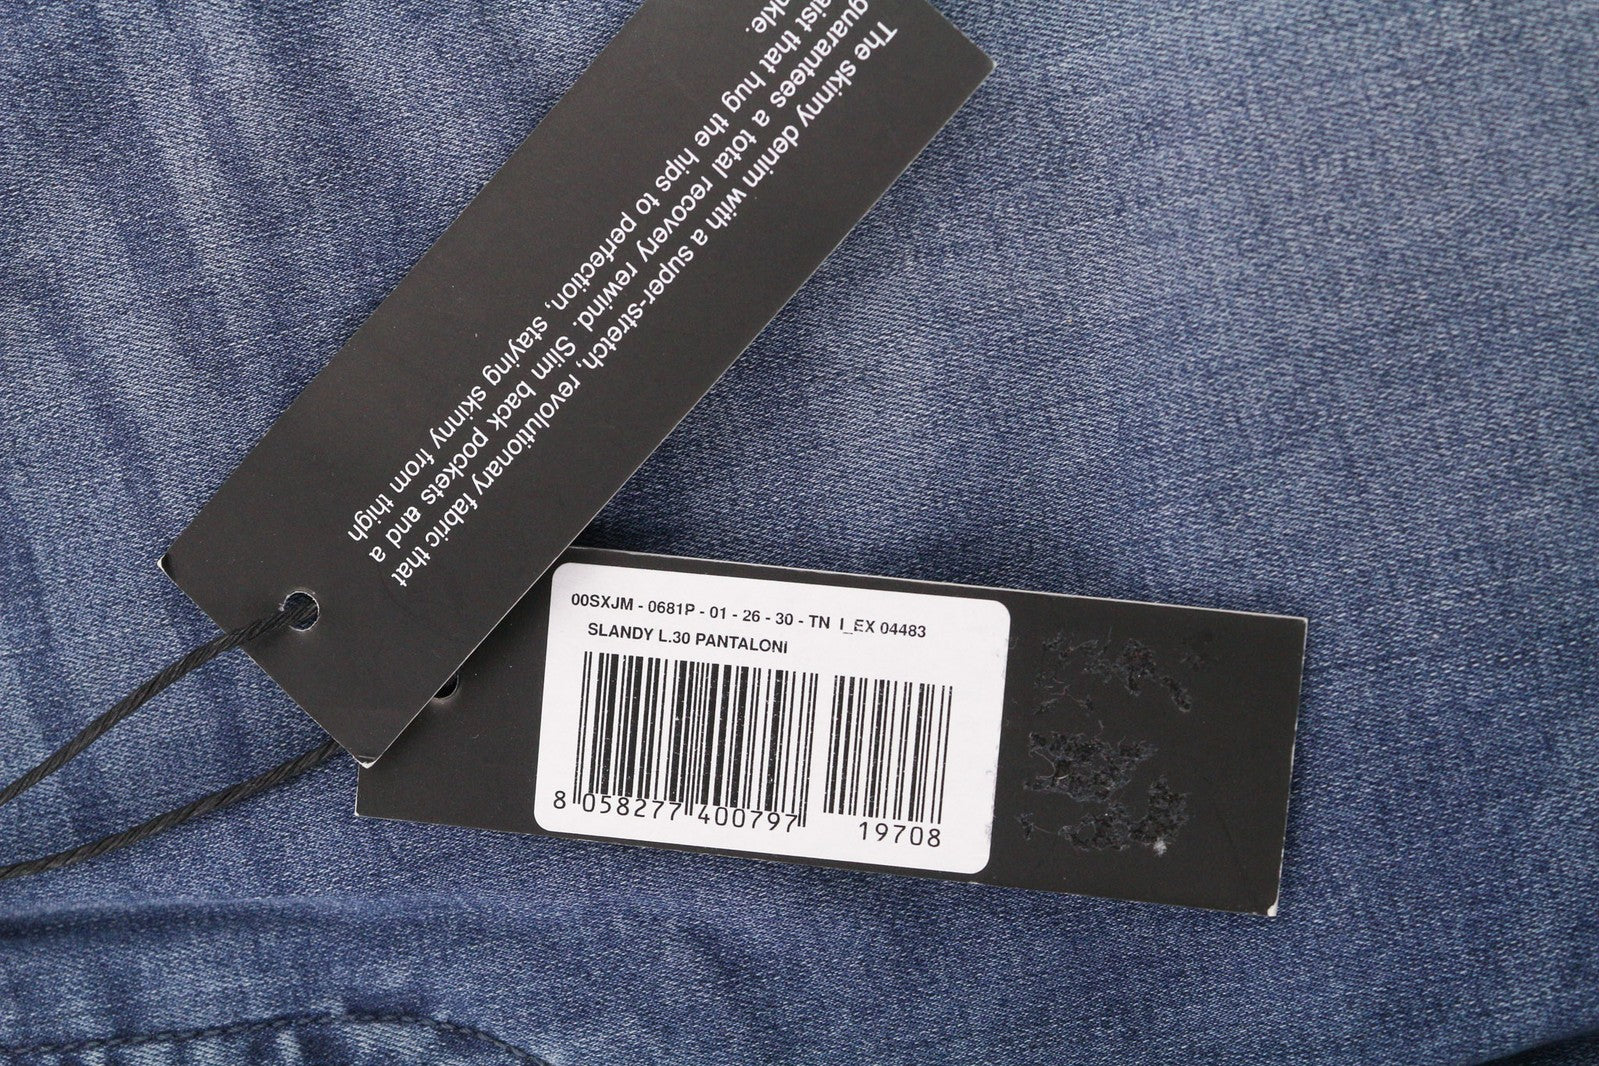 The skinny denim with a super-stretch, revolutionary fabric that
guarantees a total recovery rewind. Slim back pockets and a
that hug the hips to perfection, staying skinny from thigh
00SXJM - 0681P - 01 - 26 - 30 - TN I_EX 04483
SLANDY L.30 PANTALONI
8 058277 400797 19708